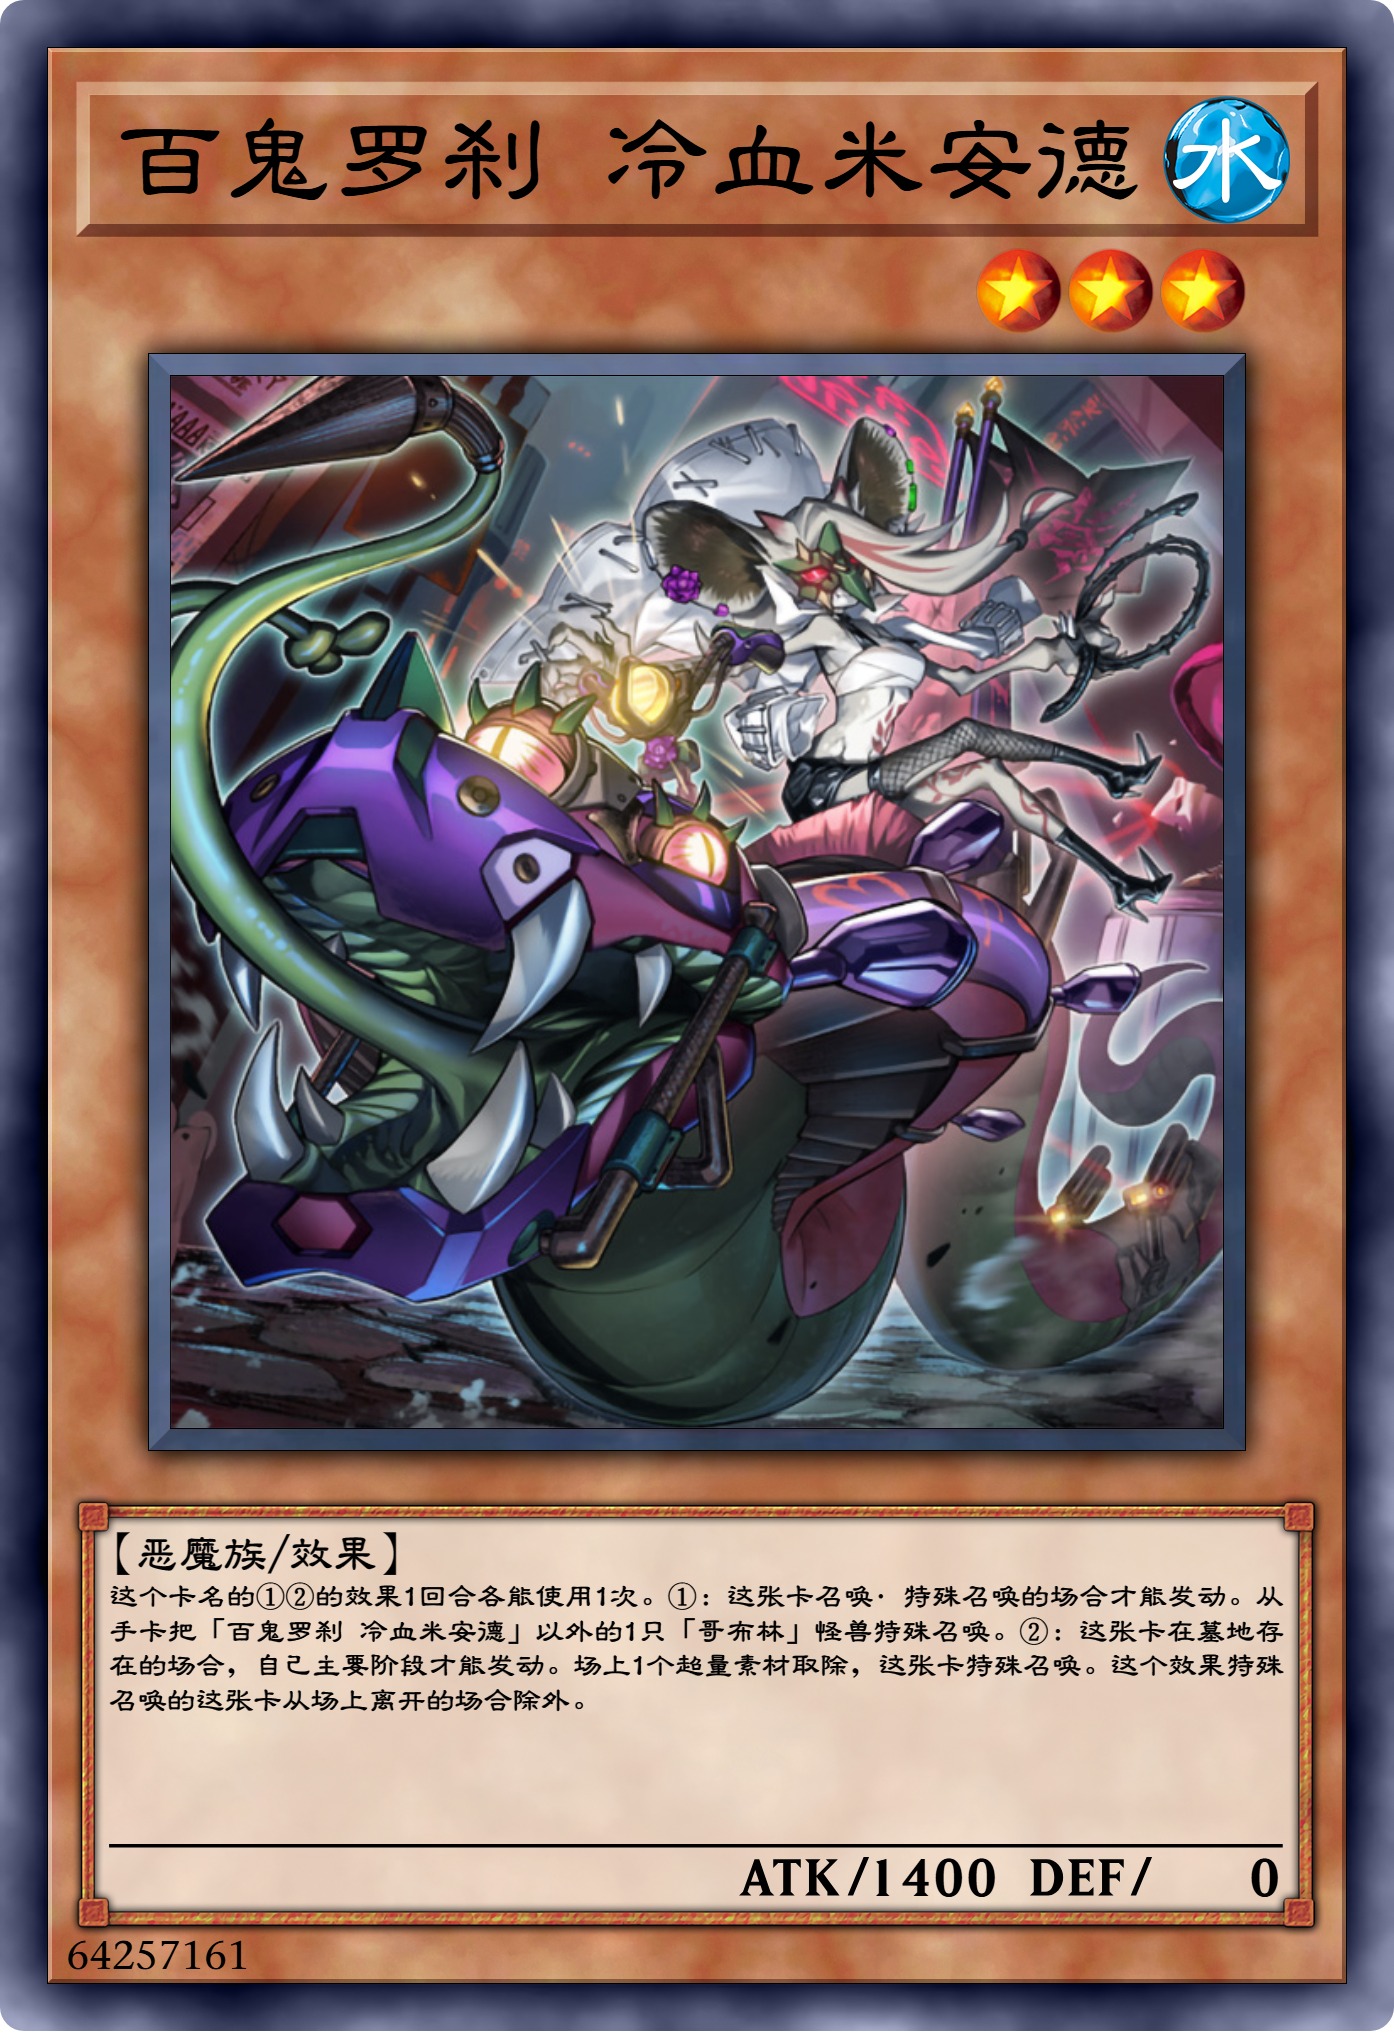 百鬼罗刹 冷血米安德
水
【恶魔族/效果】
这个卡名的①②的效果1回合各能使用1次。①：这张卡召唤·特殊召唤的场合才能发动。从
手卡把「百鬼罗刹 冷血米安德」以外的1只「哥布林」怪兽特殊召唤。②：这张卡在墓地存
在的场合，自己主要阶段才能发动。场上1个超量素材取除，这张卡特殊召唤。这个效果特殊
召唤的这张卡从场上离开的场合除外。
ATK/1400 DEF/ 0
64257161